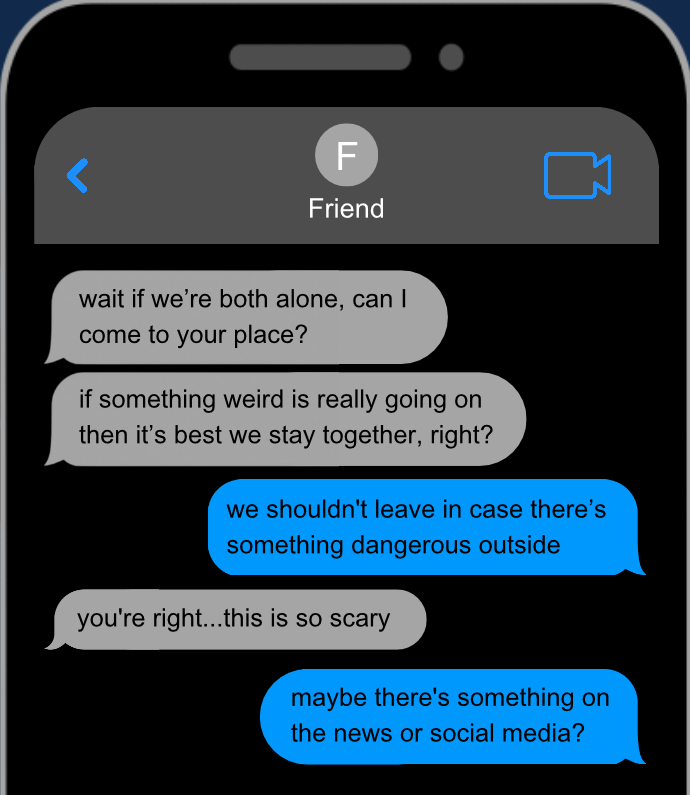 F
Friend
wait if we’re both alone, can I
come to your place?
if something weird is really going on
then it’s best we stay together, right?
we shouldn't leave in case there’s
something dangerous outside
you're right...this is so scary
maybe there's something on
the news or social media?